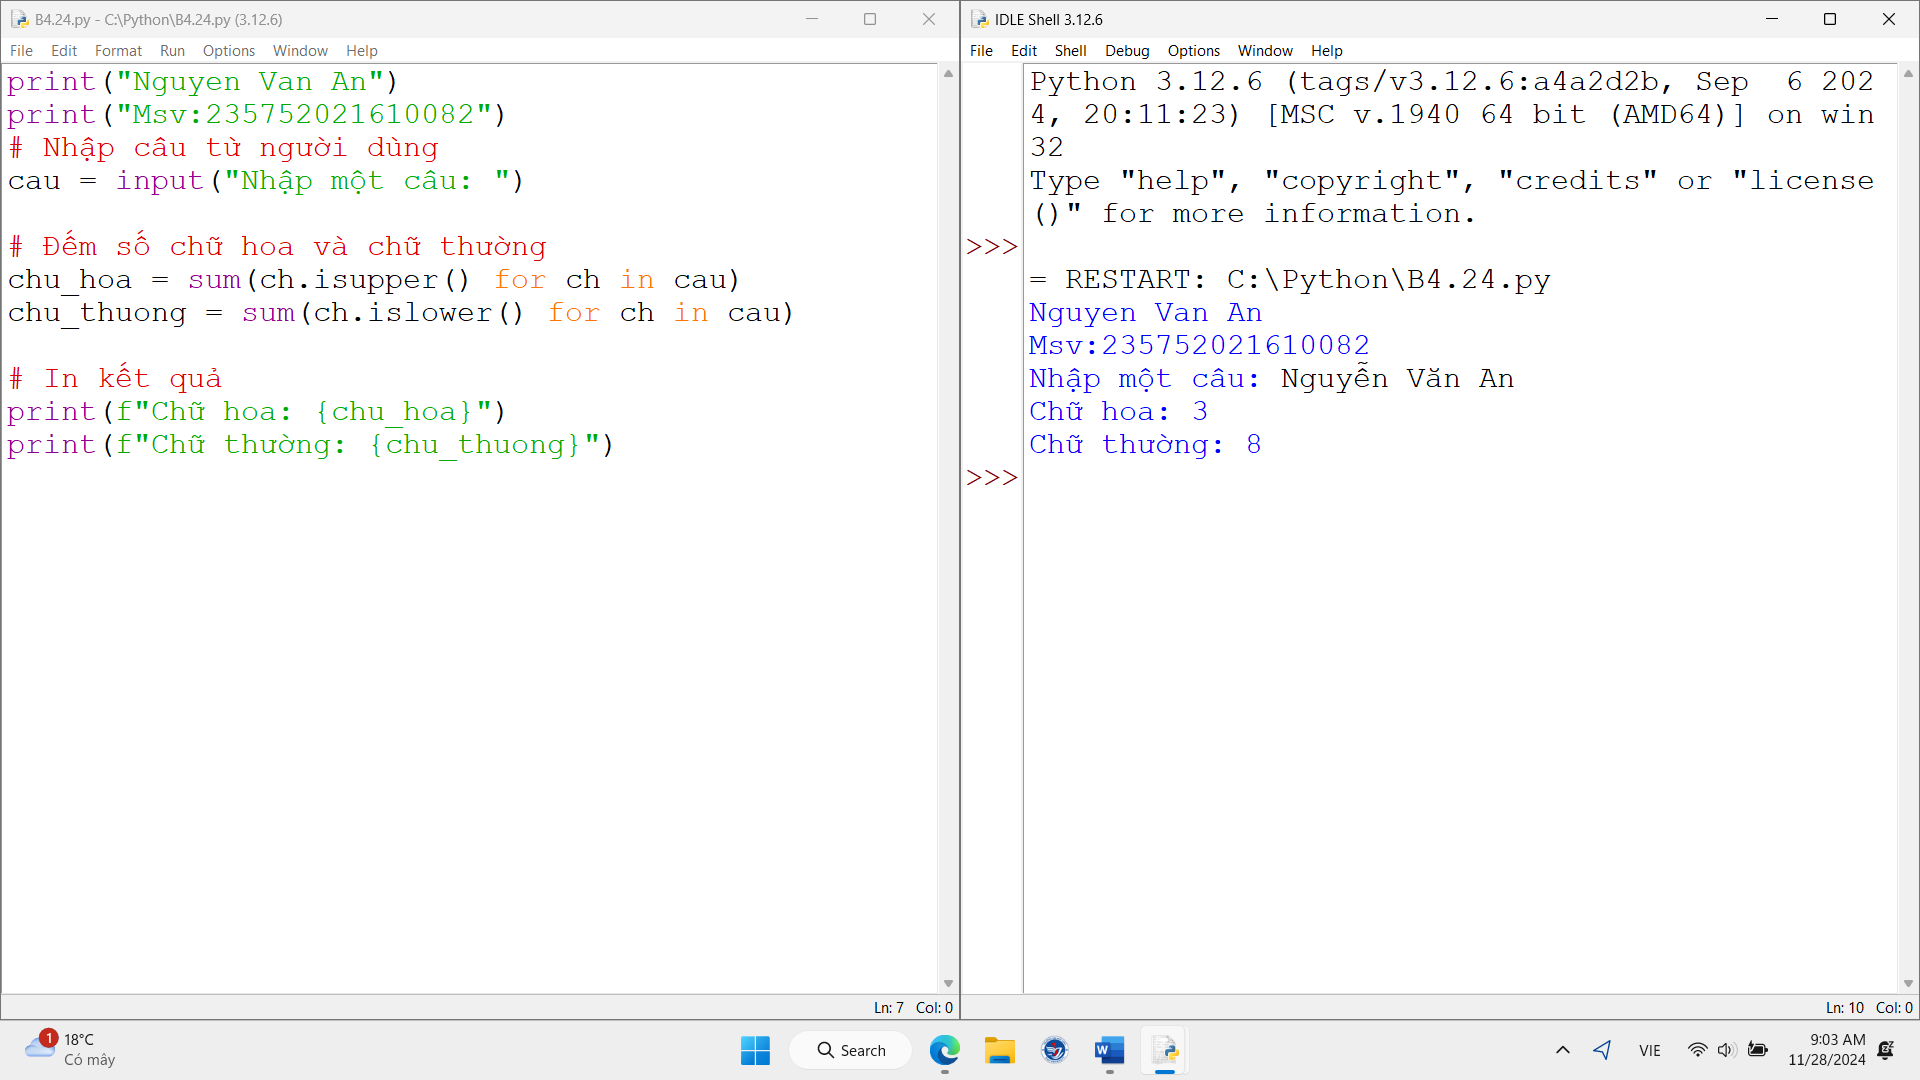 B4.24.py - C:\Python\B4.24.py (3.12.6)
File Edit Format Run Options Window Help
print("Nguyen Van An")
print("Msv:235752021610082")
# Nhập câu từ người dùng
cau = input("Nhập một câu: ")
# Đếm số chữ hoa và chữ thường
chu_hoa = sum(ch.isupper() for ch in cau)
chu_thuong = sum(ch.islower() for ch in cau)
# In kết quả
print(f"Chữ hoa: {chu_hoa}")
print(f"Chữ thường: {chu_thuong}")
Ln: 7 Col: 0
IDLE Shell 3.12.6
File Edit Shell Debug Options Window Help
Python 3.12.6 (tags/v3.12.6:a4a2d2b, Sep  6 202
4, 20:11:23) [MSC v.1940 64 bit (AMD64)] on win
32
Type "help", "copyright", "credits" or "license
()" for more information.
>>>
= RESTART: C:\Python\B4.24.py
Nguyen Van An
Msv:235752021610082
Nhập một câu: Nguyễn Văn An
Chữ hoa: 3
Chữ thường: 8
>>>
Ln: 10 Col: 0
1
18°C
Có mây
Search
W
VIE
9:03 AM
11/28/2024